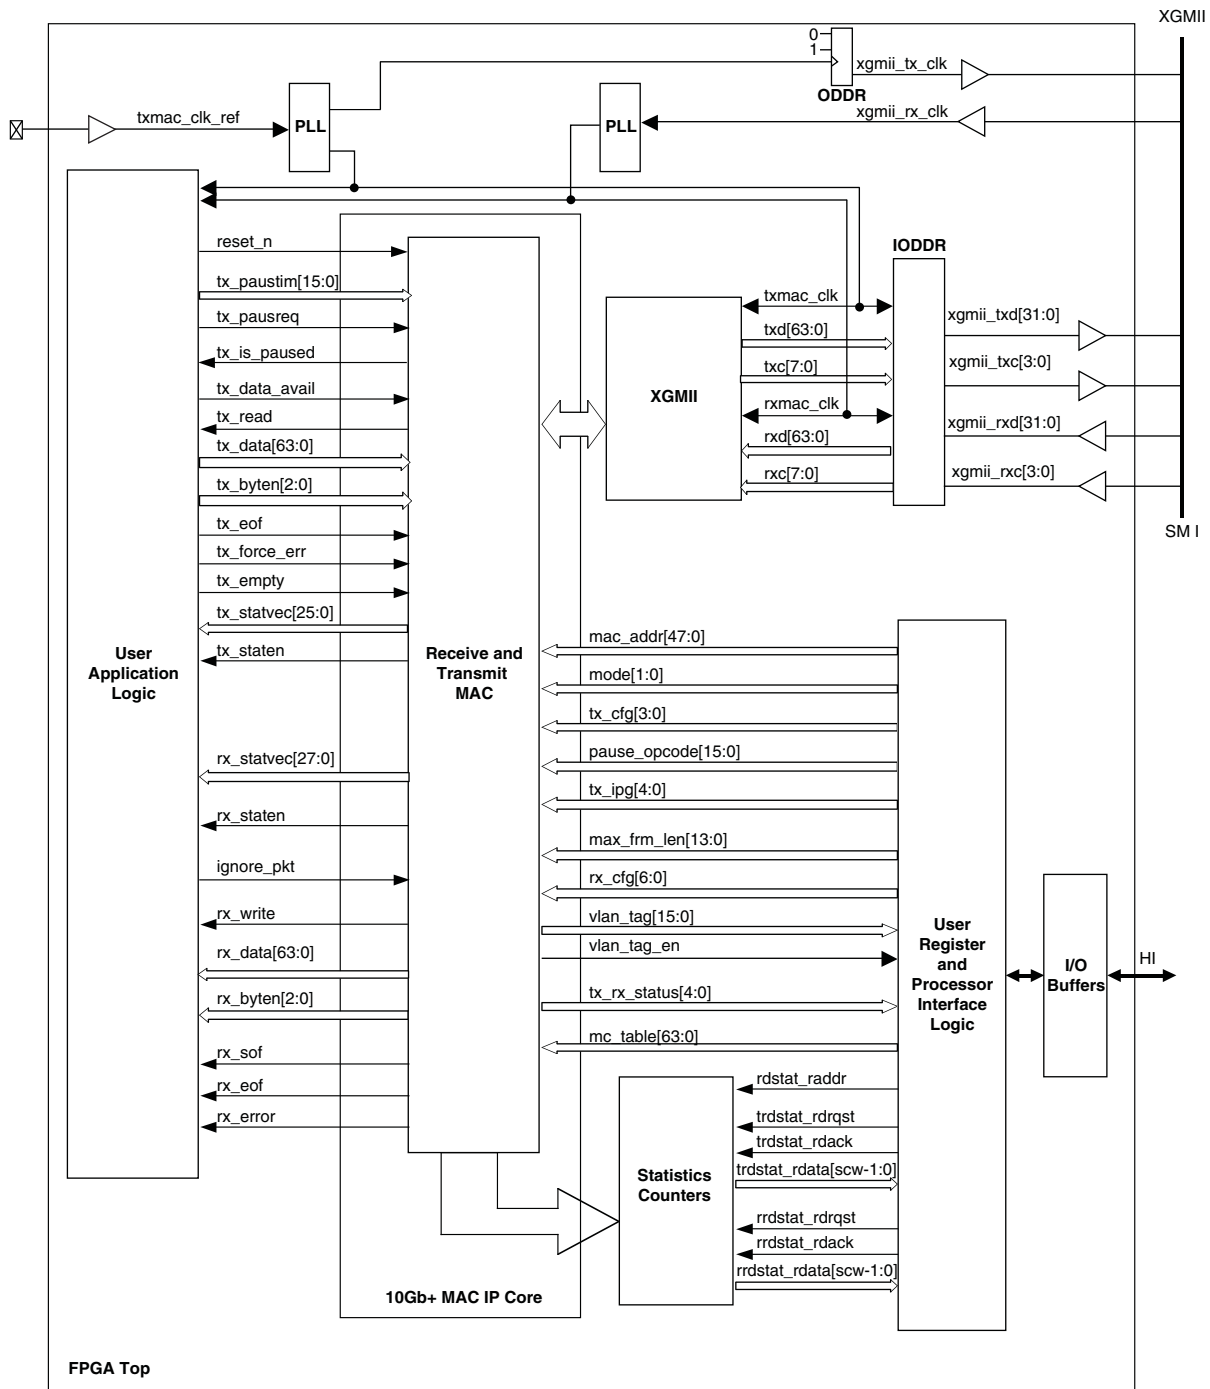 XGMII
0
1
xgmii_tx_clk
ODDR
txmac_clk_ref
PLL
PLL
xgmii_rx_clk
reset_n
tx_paustim[15:0]
tx_pausreq
tx_is_paused
tx_data_avail
tx_read
tx_data[63:0]
tx_byten[2:0]
tx_eof
tx_force_err
tx_empty
tx_statvec[25:0]
tx_staten
User
Application
Logic
rx_statvec[27:0]
rx_staten
ignore_pkt
rx_write
rx_data[63:0]
rx_byten[2:0]
rx_sof
rx_eof
rx_error
Receive and
Transmit
MAC
10Gb+ MAC IP Core
XGMII
txmac_clk
txd[63:0]
txc[7:0]
rxmac_clk
rxd[63:0]
rxc[7:0]
IODDR
xgmii_txd[31:0]
xgmii_txc[3:0]
xgmii_rxd[31:0]
xgmii_rxc[3:0]
SM I
mac_addr[47:0]
mode[1:0]
tx_cfg[3:0]
pause_opcode[15:0]
tx_ipg[4:0]
max_frm_len[13:0]
rx_cfg[6:0]
vlan_tag[15:0]
vlan_tag_en
tx_rx_status[4:0]
mc_table[63:0]
rdstat_raddr
trdstat_rdrqst
trdstat_rdack
trdstat_rdata[scw-1:0]
rrdstat_rdrqst
rrdstat_rdack
rrdstat_rdata[scw-1:0]
Statistics
Counters
User
Register
and
Processor
Interface
Logic
I/O
Buffers
HI
FPGA Top